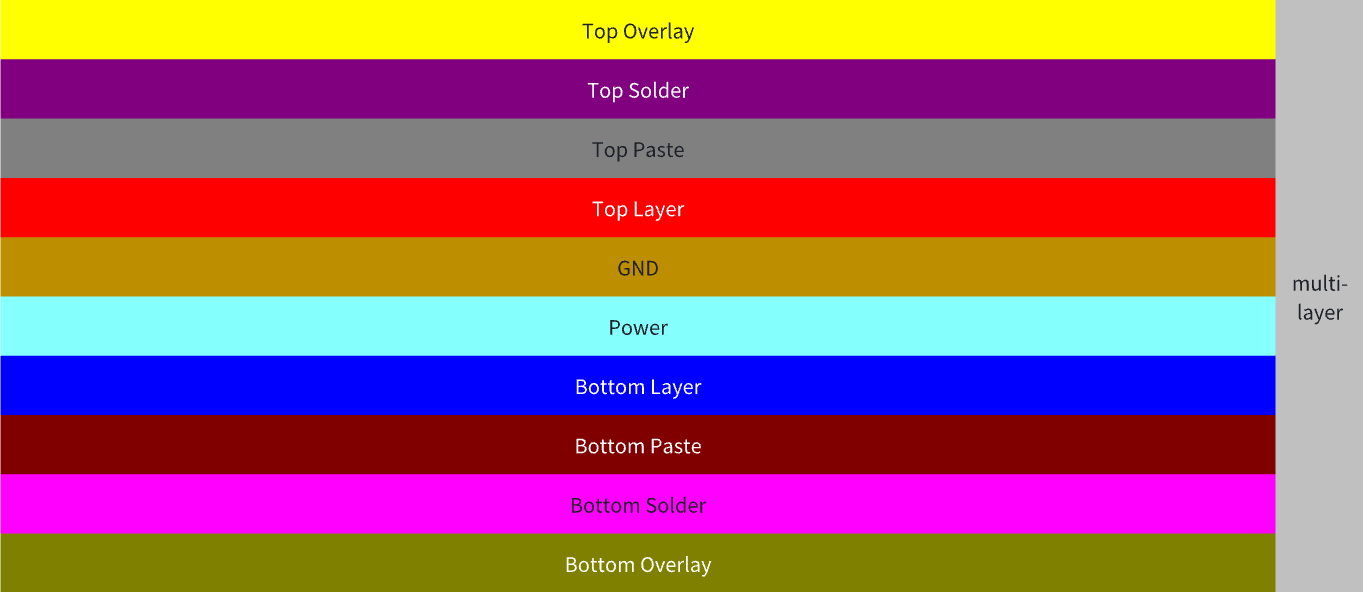 Top Overlay
Top Solder
Top Paste
Top Layer
GND
Power
Bottom Layer
Bottom Paste
Bottom Solder
Bottom Overlay
multi-
layer